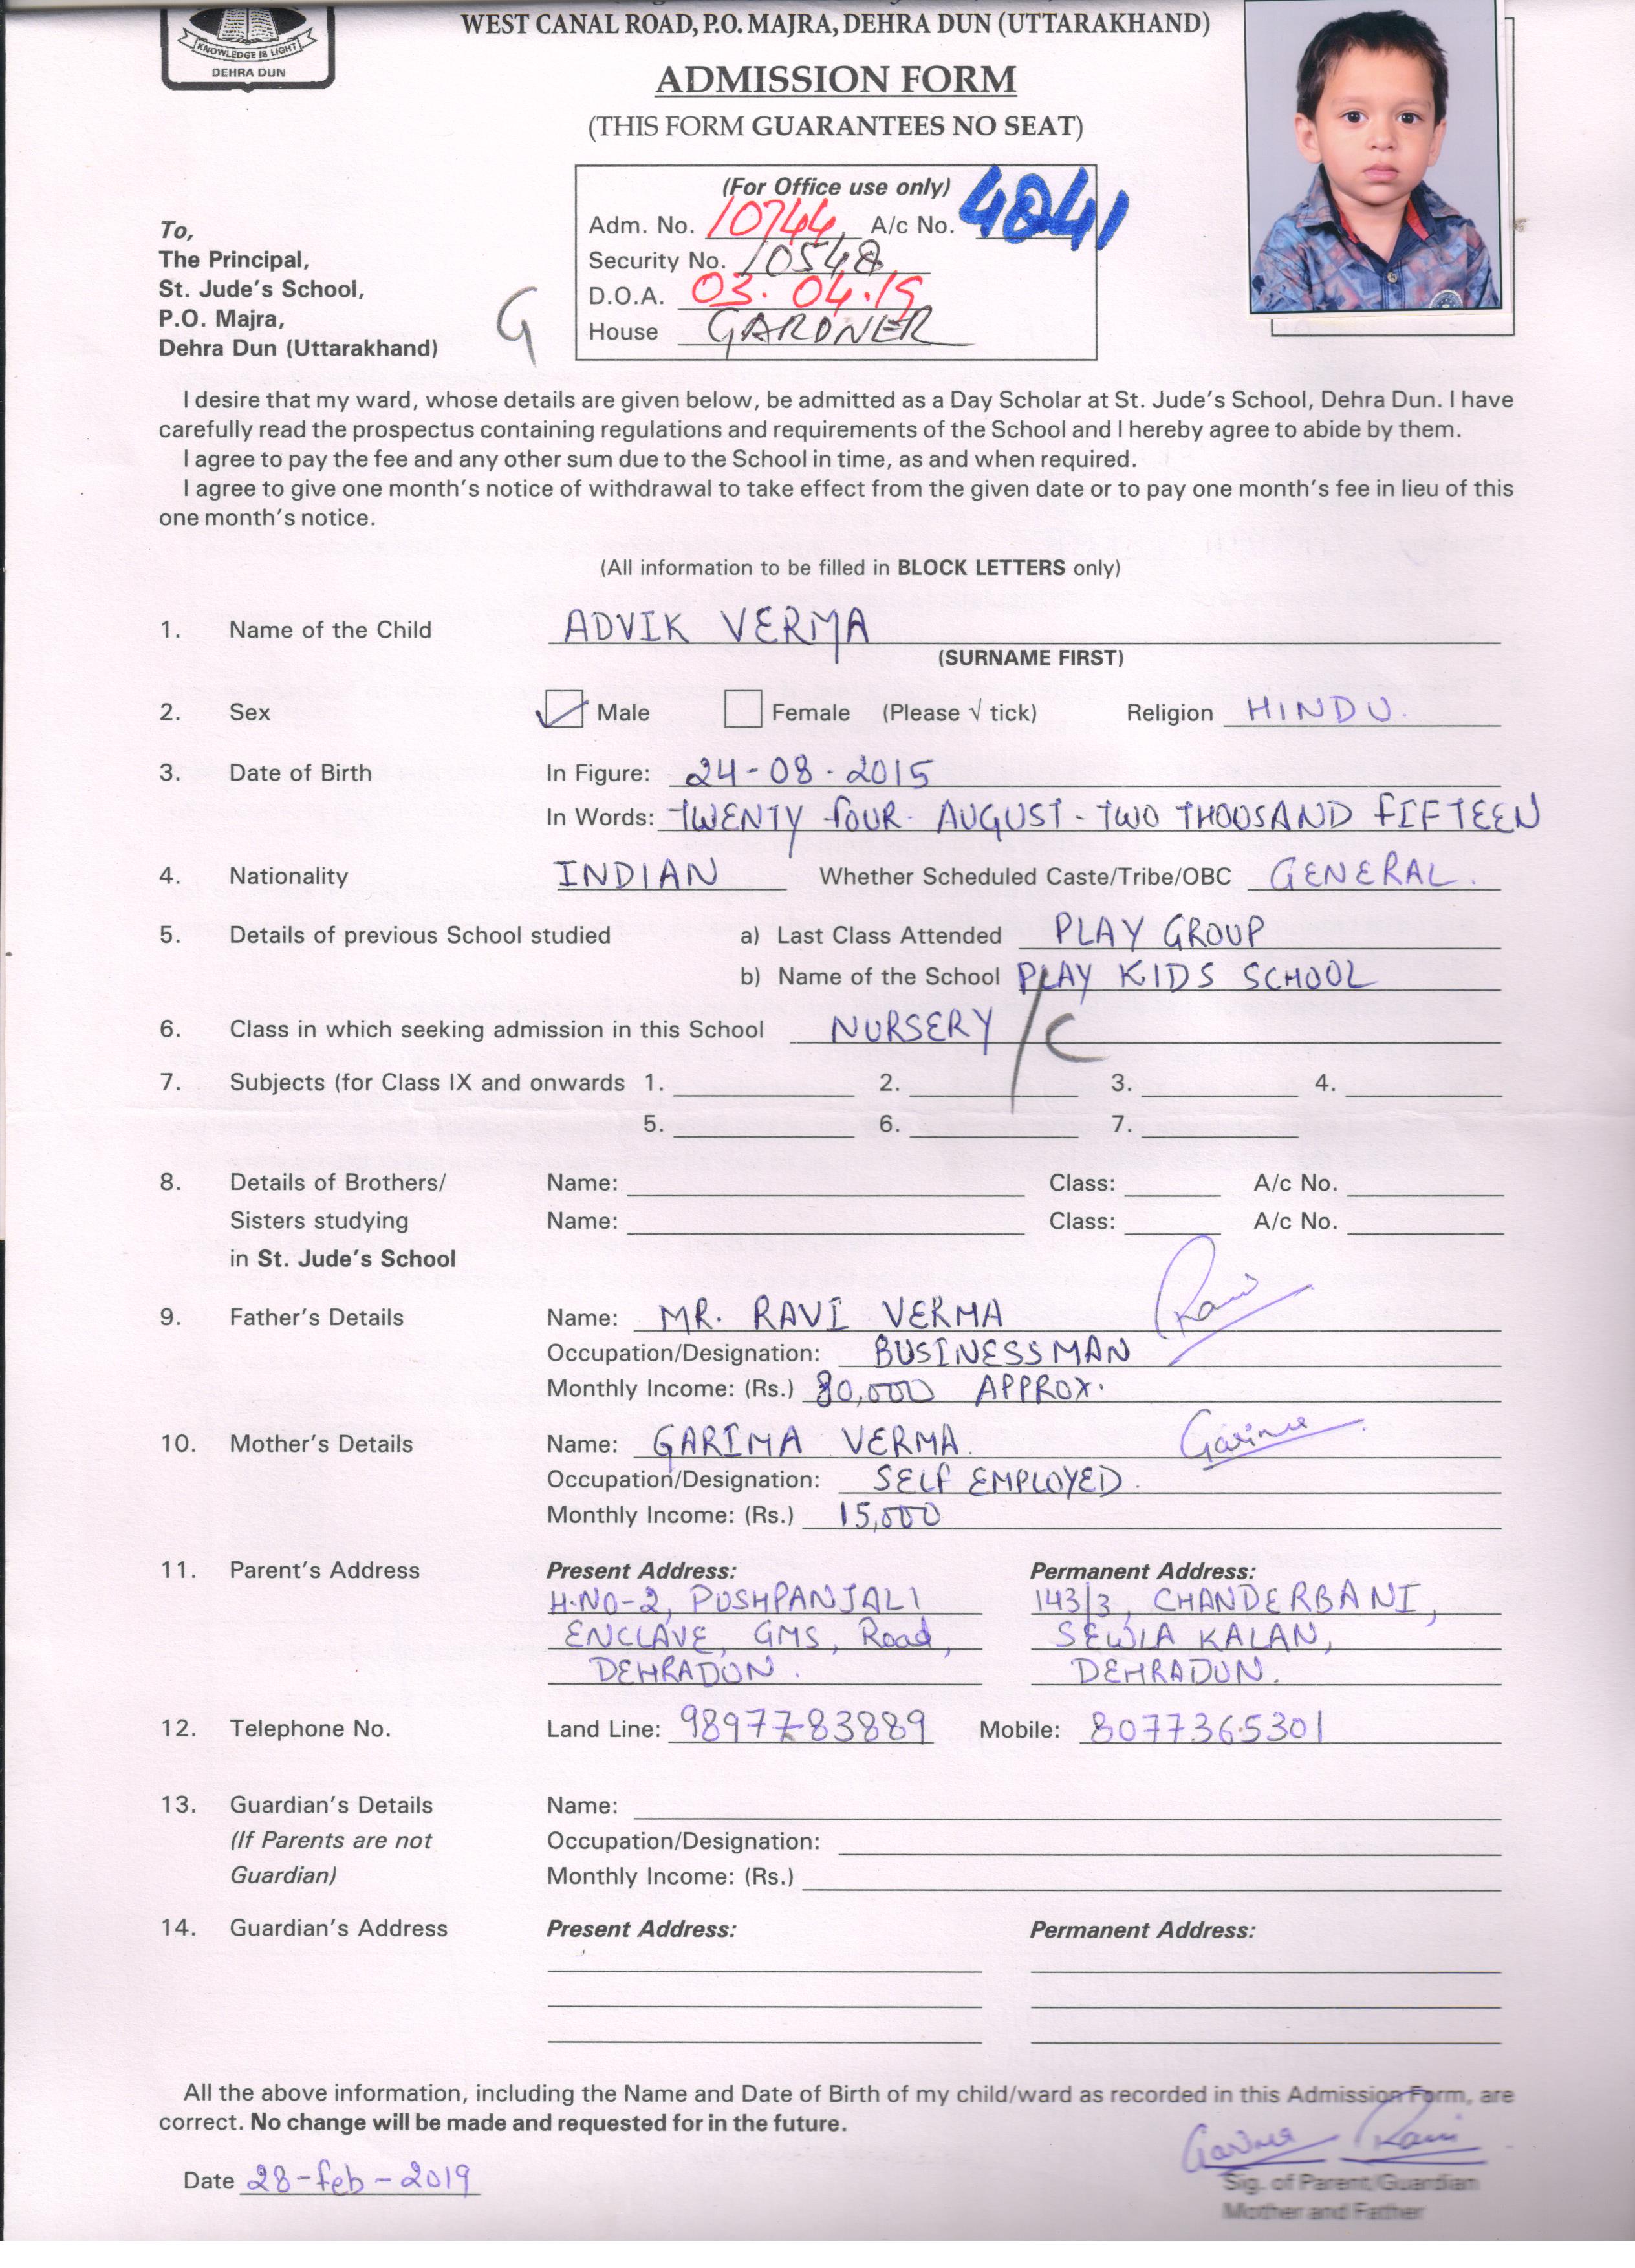 KNOWLEDGE IS LIGHT
DEHRA DUN
WEST CANAL ROAD, P.O. MAJRA, DEHRA DUN (UTTARAKHAND)
ADMISSION FORM
(THIS FORM GUARANTEES NO SEAT)
(For Office use only)
Adm. No. 10744 A/c No. 4041
Security No. 10548
D.O.A. 03.04.19
House GARDNER
G
To,
The Principal,
St. Jude's School,
P.O. Majra,
Dehra Dun (Uttarakhand)
I desire that my ward, whose details are given below, be admitted as a Day Scholar at St. Jude's School, Dehra Dun. I have
carefully read the prospectus containing regulations and requirements of the School and I hereby agree to abide by them.
I agree to pay the fee and any other sum due to the School in time, as and when required.
I agree to give one month's notice of withdrawal to take effect from the given date or to pay one month's fee in lieu of this
one month's notice.
(All information to be filled in BLOCK LETTERS only)
1. Name of the Child ADVIK VERMA
(SURNAME FIRST)
2. Sex Male Female (Please √ tick) Religion HINDU.
3. Date of Birth In Figure: 24-08-2015
In Words: TWENTY FOUR- AUGUST- TWO THOUSAND FIFTEEN
4. Nationality INDIAN Whether Scheduled Caste/Tribe/OBC GENERAL.
5. Details of previous School studied a) Last Class Attended PLAY GROUP
b) Name of the School PLAY KIDS SCHOOL
6. Class in which seeking admission in this School NURSERY / C
7. Subjects (for Class IX and onwards 1. 2. 3. 4.
5. 6. 7.
8. Details of Brothers/ Name: Class: A/c No.
Sisters studying Name: Class: A/c No.
in St. Jude's School
9. Father's Details Name: MR. RAVI VERMA Ravi
Occupation/Designation: BUSINESSMAN
Monthly Income: (Rs.) 30,000 APPROX.
10. Mother's Details Name: GARIMA VERMA. Garima
Occupation/Designation: SELF EMPLOYED.
Monthly Income: (Rs.) 15,000
11. Parent's Address Present Address: Permanent Address:
H.NO-2, PUSHPANJALI 143/3, CHANDERBANI,
ENCLAVE, GMS, Road, SEWLA KALAN,
DEHRADUN. DEHRADUN.
12. Telephone No. Land Line: 9897783889 Mobile: 8077365301
13. Guardian's Details Name:
(If Parents are not Occupation/Designation:
Guardian) Monthly Income: (Rs.)
14. Guardian's Address Present Address: Permanent Address:
All the above information, including the Name and Date of Birth of my child/ward as recorded in this Admission Form, are
correct. No change will be made and requested for in the future.
Garima Ravi
Date 28-feb-2019 Sig. of Parent/Guardian
Mother and Father